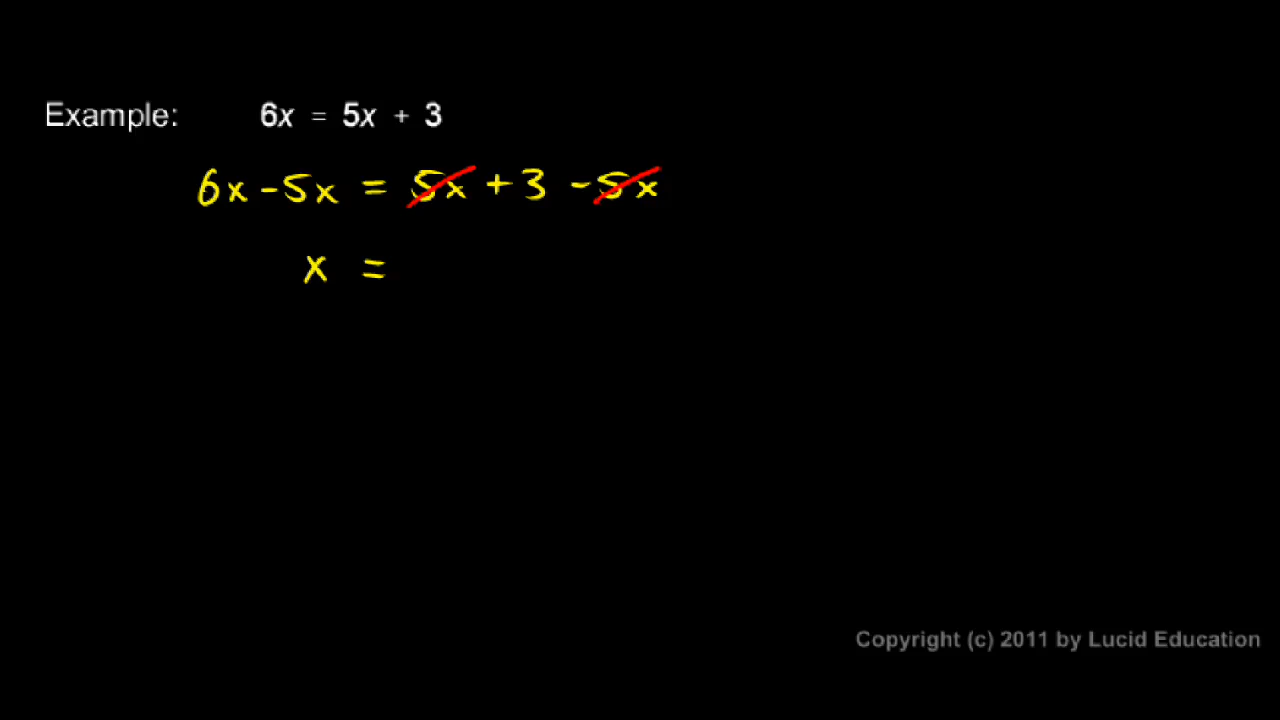 Example: 6x = 5x + 3
6x - 5x = 5x + 3 - 5x
x =
Copyright (c) 2011 by Lucid Education